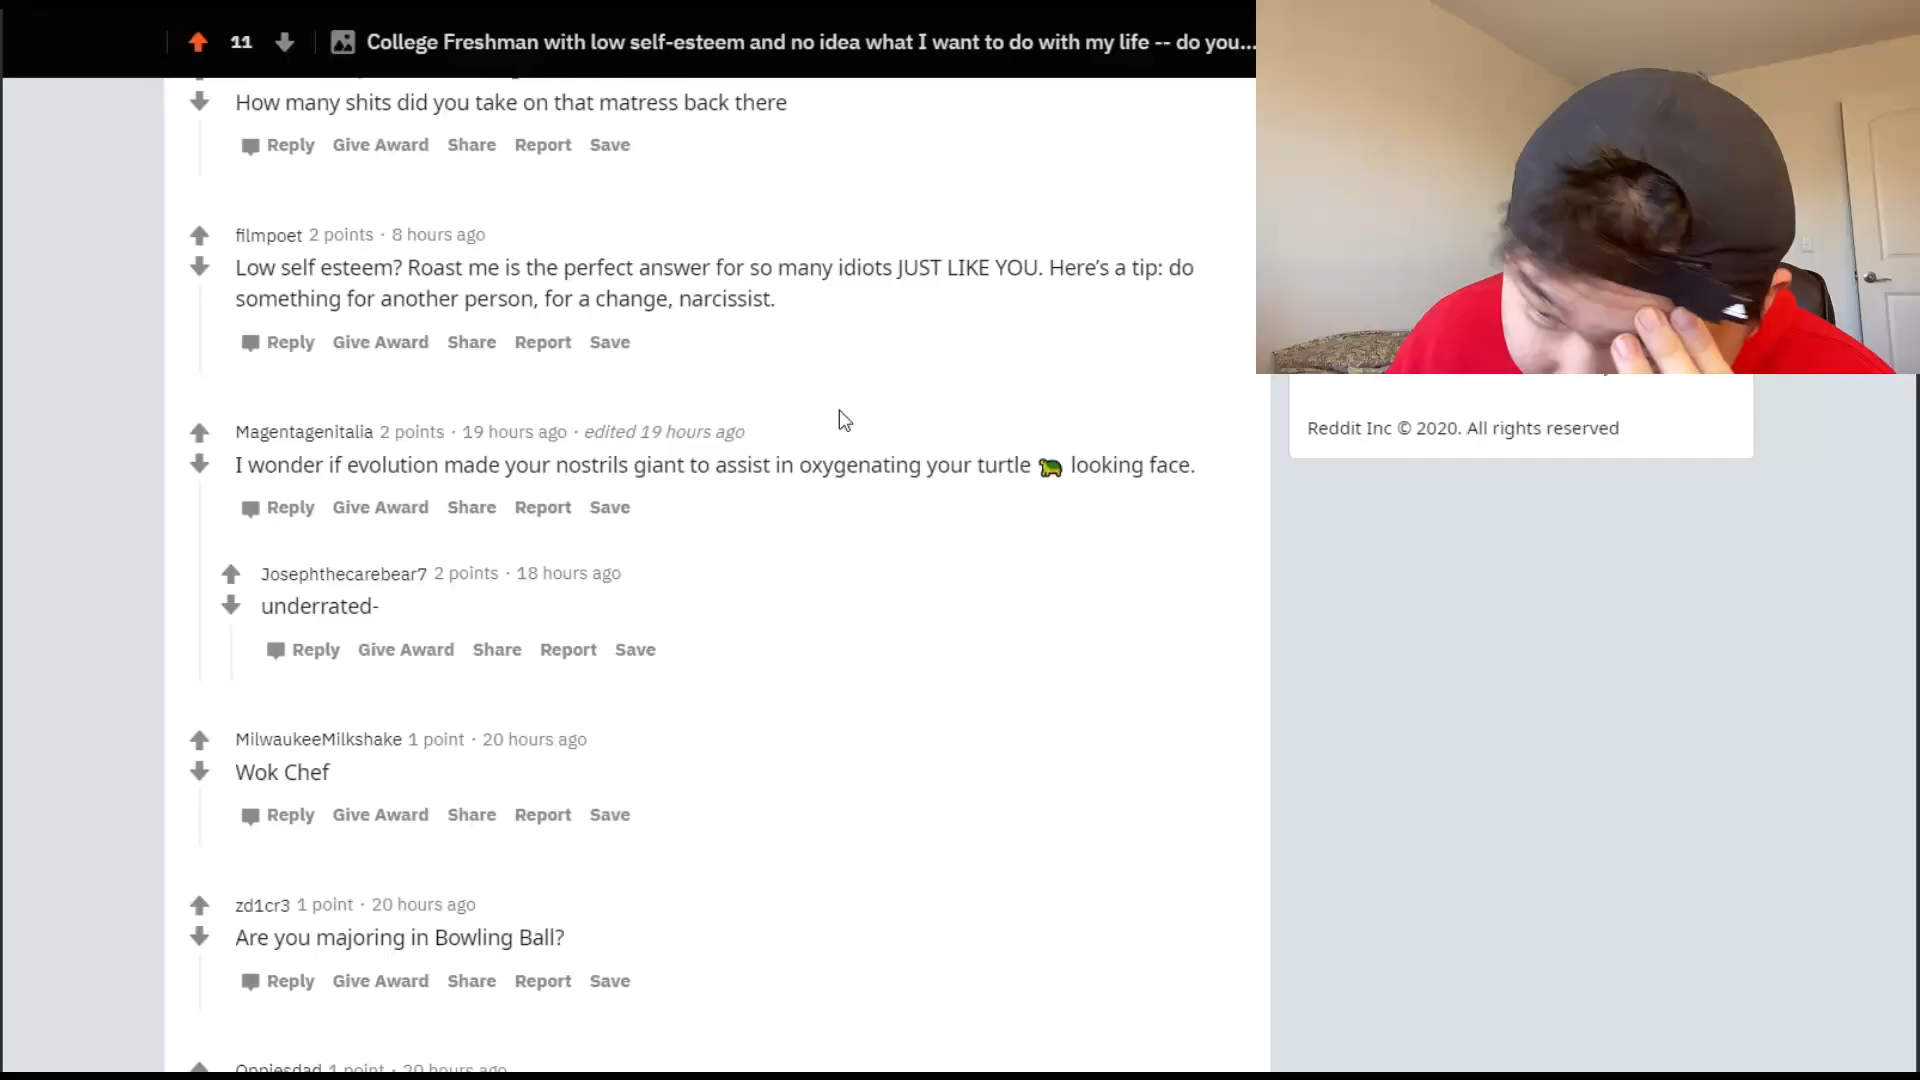 11 College Freshman with low self-esteem and no idea what I want to do with my life -- do you...
How many shits did you take on that matress back there
Reply Give Award Share Report Save
filmpoet 2 points · 8 hours ago
Low self esteem? Roast me is the perfect answer for so many idiots JUST LIKE YOU. Here’s a tip: do
something for another person, for a change, narcissist.
Reply Give Award Share Report Save
Magentagenitalia 2 points · 19 hours ago · edited 19 hours ago
I wonder if evolution made your nostrils giant to assist in oxygenating your turtle 🐢 looking face.
Reply Give Award Share Report Save
Josephthecarebear7 2 points · 18 hours ago
underrated-
Reply Give Award Share Report Save
MilwaukeeMilkshake 1 point · 20 hours ago
Wok Chef
Reply Give Award Share Report Save
zd1cr3 1 point · 20 hours ago
Are you majoring in Bowling Ball?
Reply Give Award Share Report Save
1 point · 20 hours ago
Reddit Inc © 2020. All rights reserved